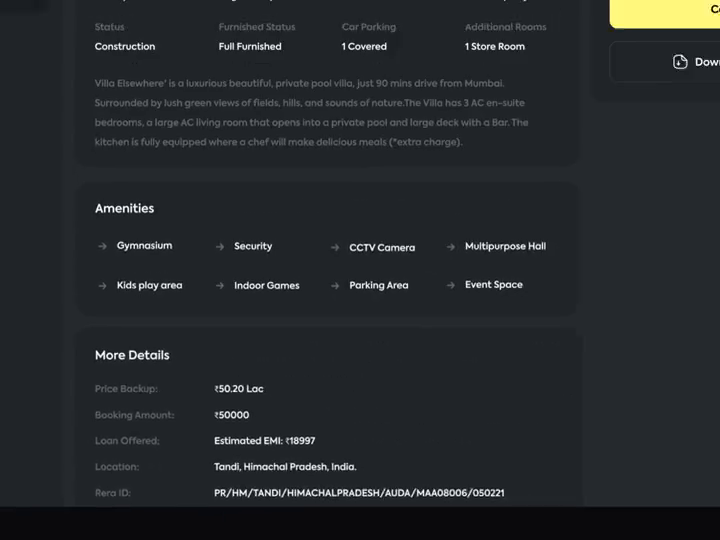 Status Furnished Status Car Parking Additional Rooms
Construction Full Furnished 1 Covered 1 Store Room
Villa Elsewhere' is a luxurious beautiful, private pool villa, just 90 mins drive from Mumbai.
Surrounded by lush green views of fields, hills, and sounds of nature.The Villa has 3 AC en-suite
bedrooms, a large AC living room that opens into a private pool and large deck with a Bar. The
kitchen is fully equipped where a chef will make delicious meals (*extra charge).
Amenities
Gymnasium Security CCTV Camera Multipurpose Hall
Kids play area Indoor Games Parking Area Event Space
More Details
Price Backup: ₹50.20 Lac
Booking Amount: ₹50000
Loan Offered; Estimated EMI: ₹18997
Location: Tandi, Himachal Pradesh, India.
Rera ID: PR/HM/TANDI/HIMACHALPRADESH/AUDA/MAA08006/050221